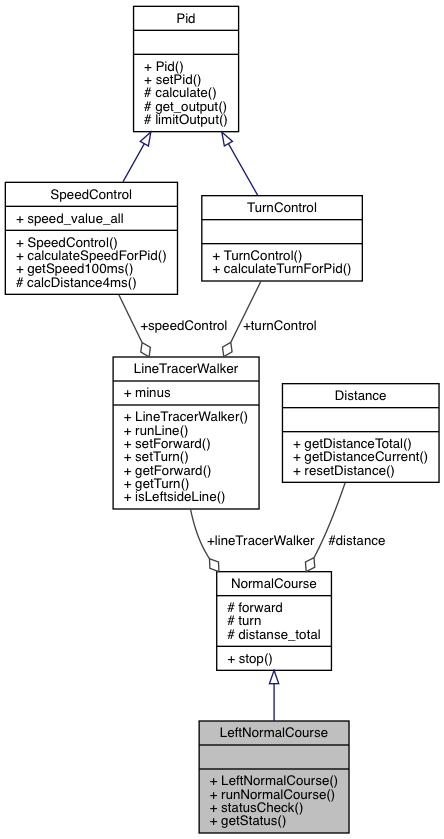 Pid
+ Pid()
+ setPid()
# calculate()
# get_output()
# limitOutput()
SpeedControl
+ speed_value_all
+ SpeedControl()
+ calculateSpeedForPid()
+ getSpeed100ms()
# calcDistance4ms()
TurnControl
+ TurnControl()
+ calculateTurnForPid()
+speedControl
+turnControl
LineTracerWalker
+ minus
+ LineTracerWalker()
+ runLine()
+ setForward()
+ setTurn()
+ getForward()
+ getTurn()
+ isLeftsideLine()
Distance
+ getDistanceTotal()
+ getDistanceCurrent()
+ resetDistance()
+lineTracerWalker
#distance
NormalCourse
# forward
# turn
# distanse_total
+ stop()
LeftNormalCourse
+ LeftNormalCourse()
+ runNormalCourse()
+ statusCheck()
+ getStatus()